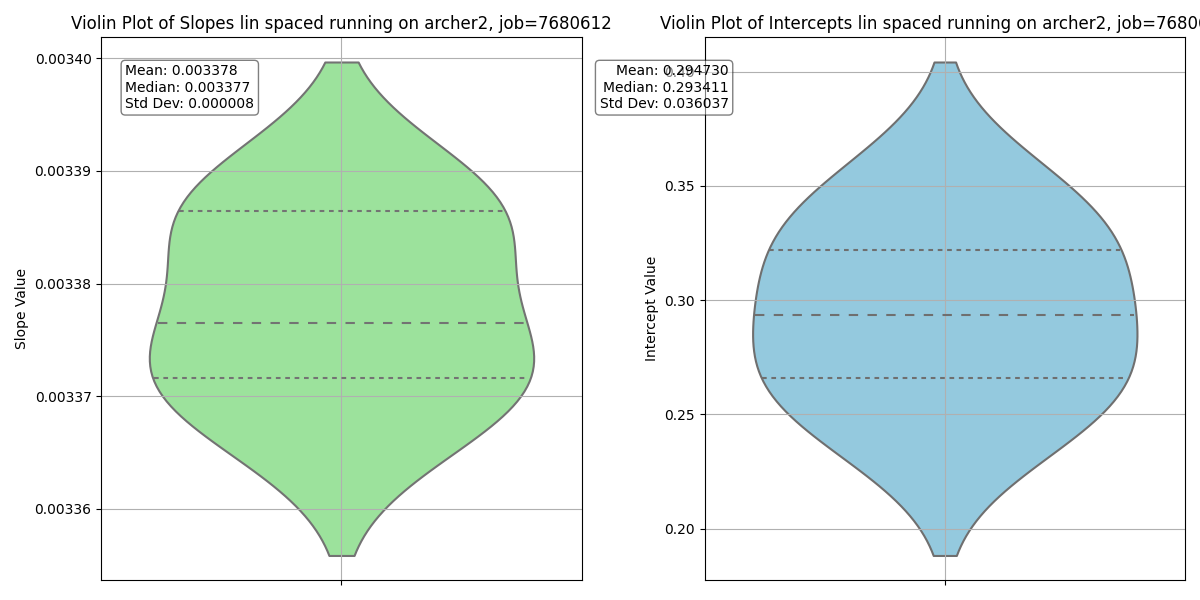 Violin Plot of Slopes lin spaced running on archer2, job=7680612
Slope Value
0.00340
0.00339
0.00338
0.00337
0.00336
Mean: 0.003378
Median: 0.003377
Std Dev: 0.000008
Violin Plot of Intercepts lin spaced running on archer2, job=7680
Intercept Value
0.40
0.35
0.30
0.25
0.20
Mean: 0.294730
Median: 0.293411
Std Dev: 0.036037